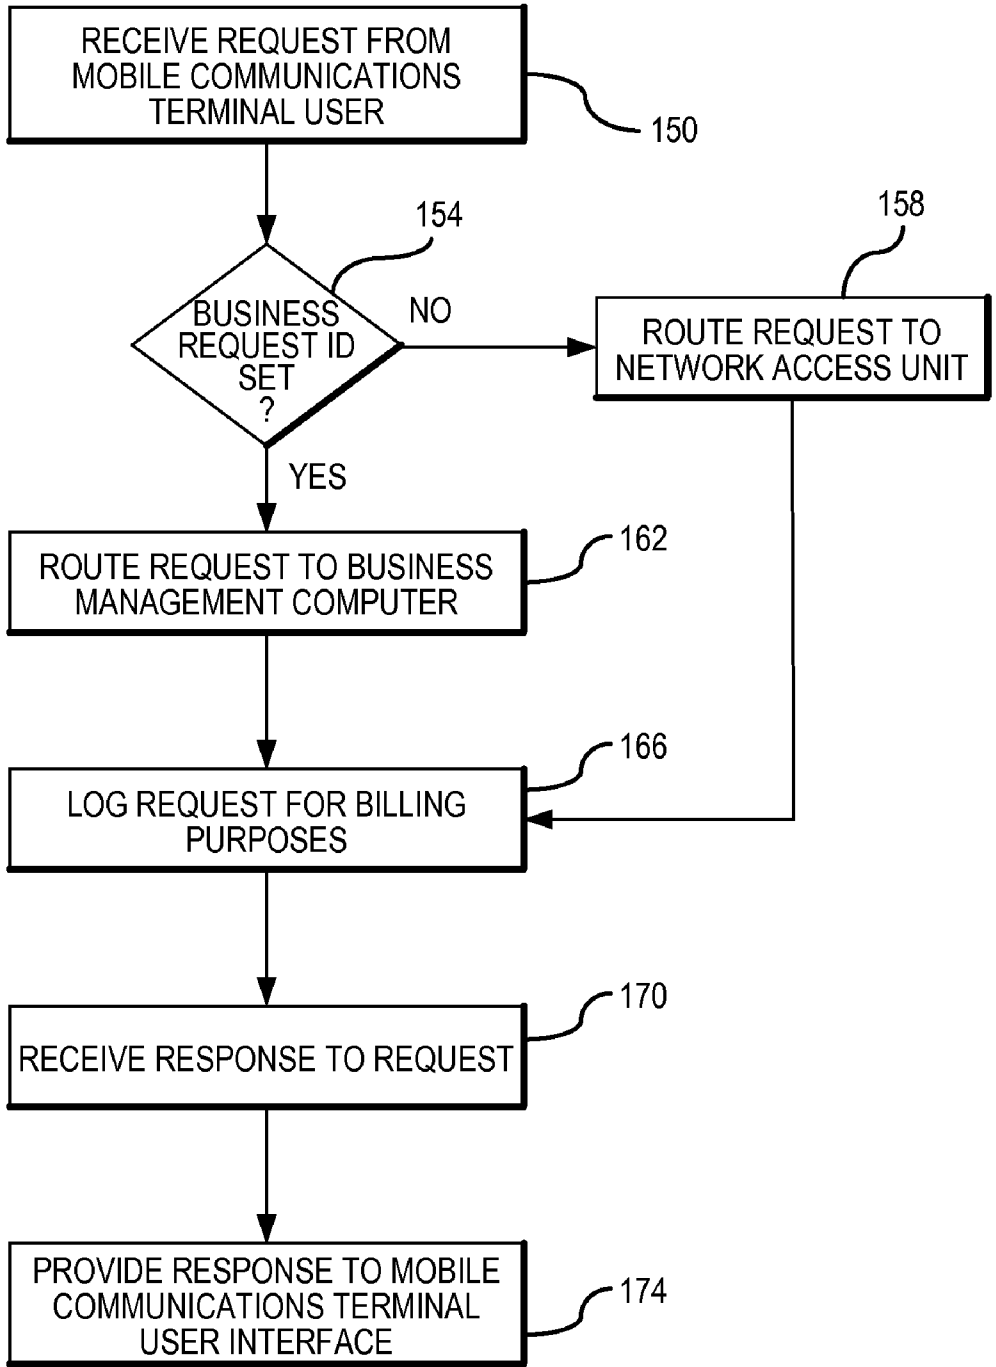 RECEIVE REQUEST FROM
MOBILE COMMUNICATIONS
TERMINAL USER
150
154
158
BUSINESS
REQUEST ID
SET
?
NO
ROUTE REQUEST TO
NETWORK ACCESS UNIT
YES
162
ROUTE REQUEST TO BUSINESS
MANAGEMENT COMPUTER
166
LOG REQUEST FOR BILLING
PURPOSES
170
RECEIVE RESPONSE TO REQUEST
PROVIDE RESPONSE TO MOBILE
COMMUNICATIONS TERMINAL
USER INTERFACE
174